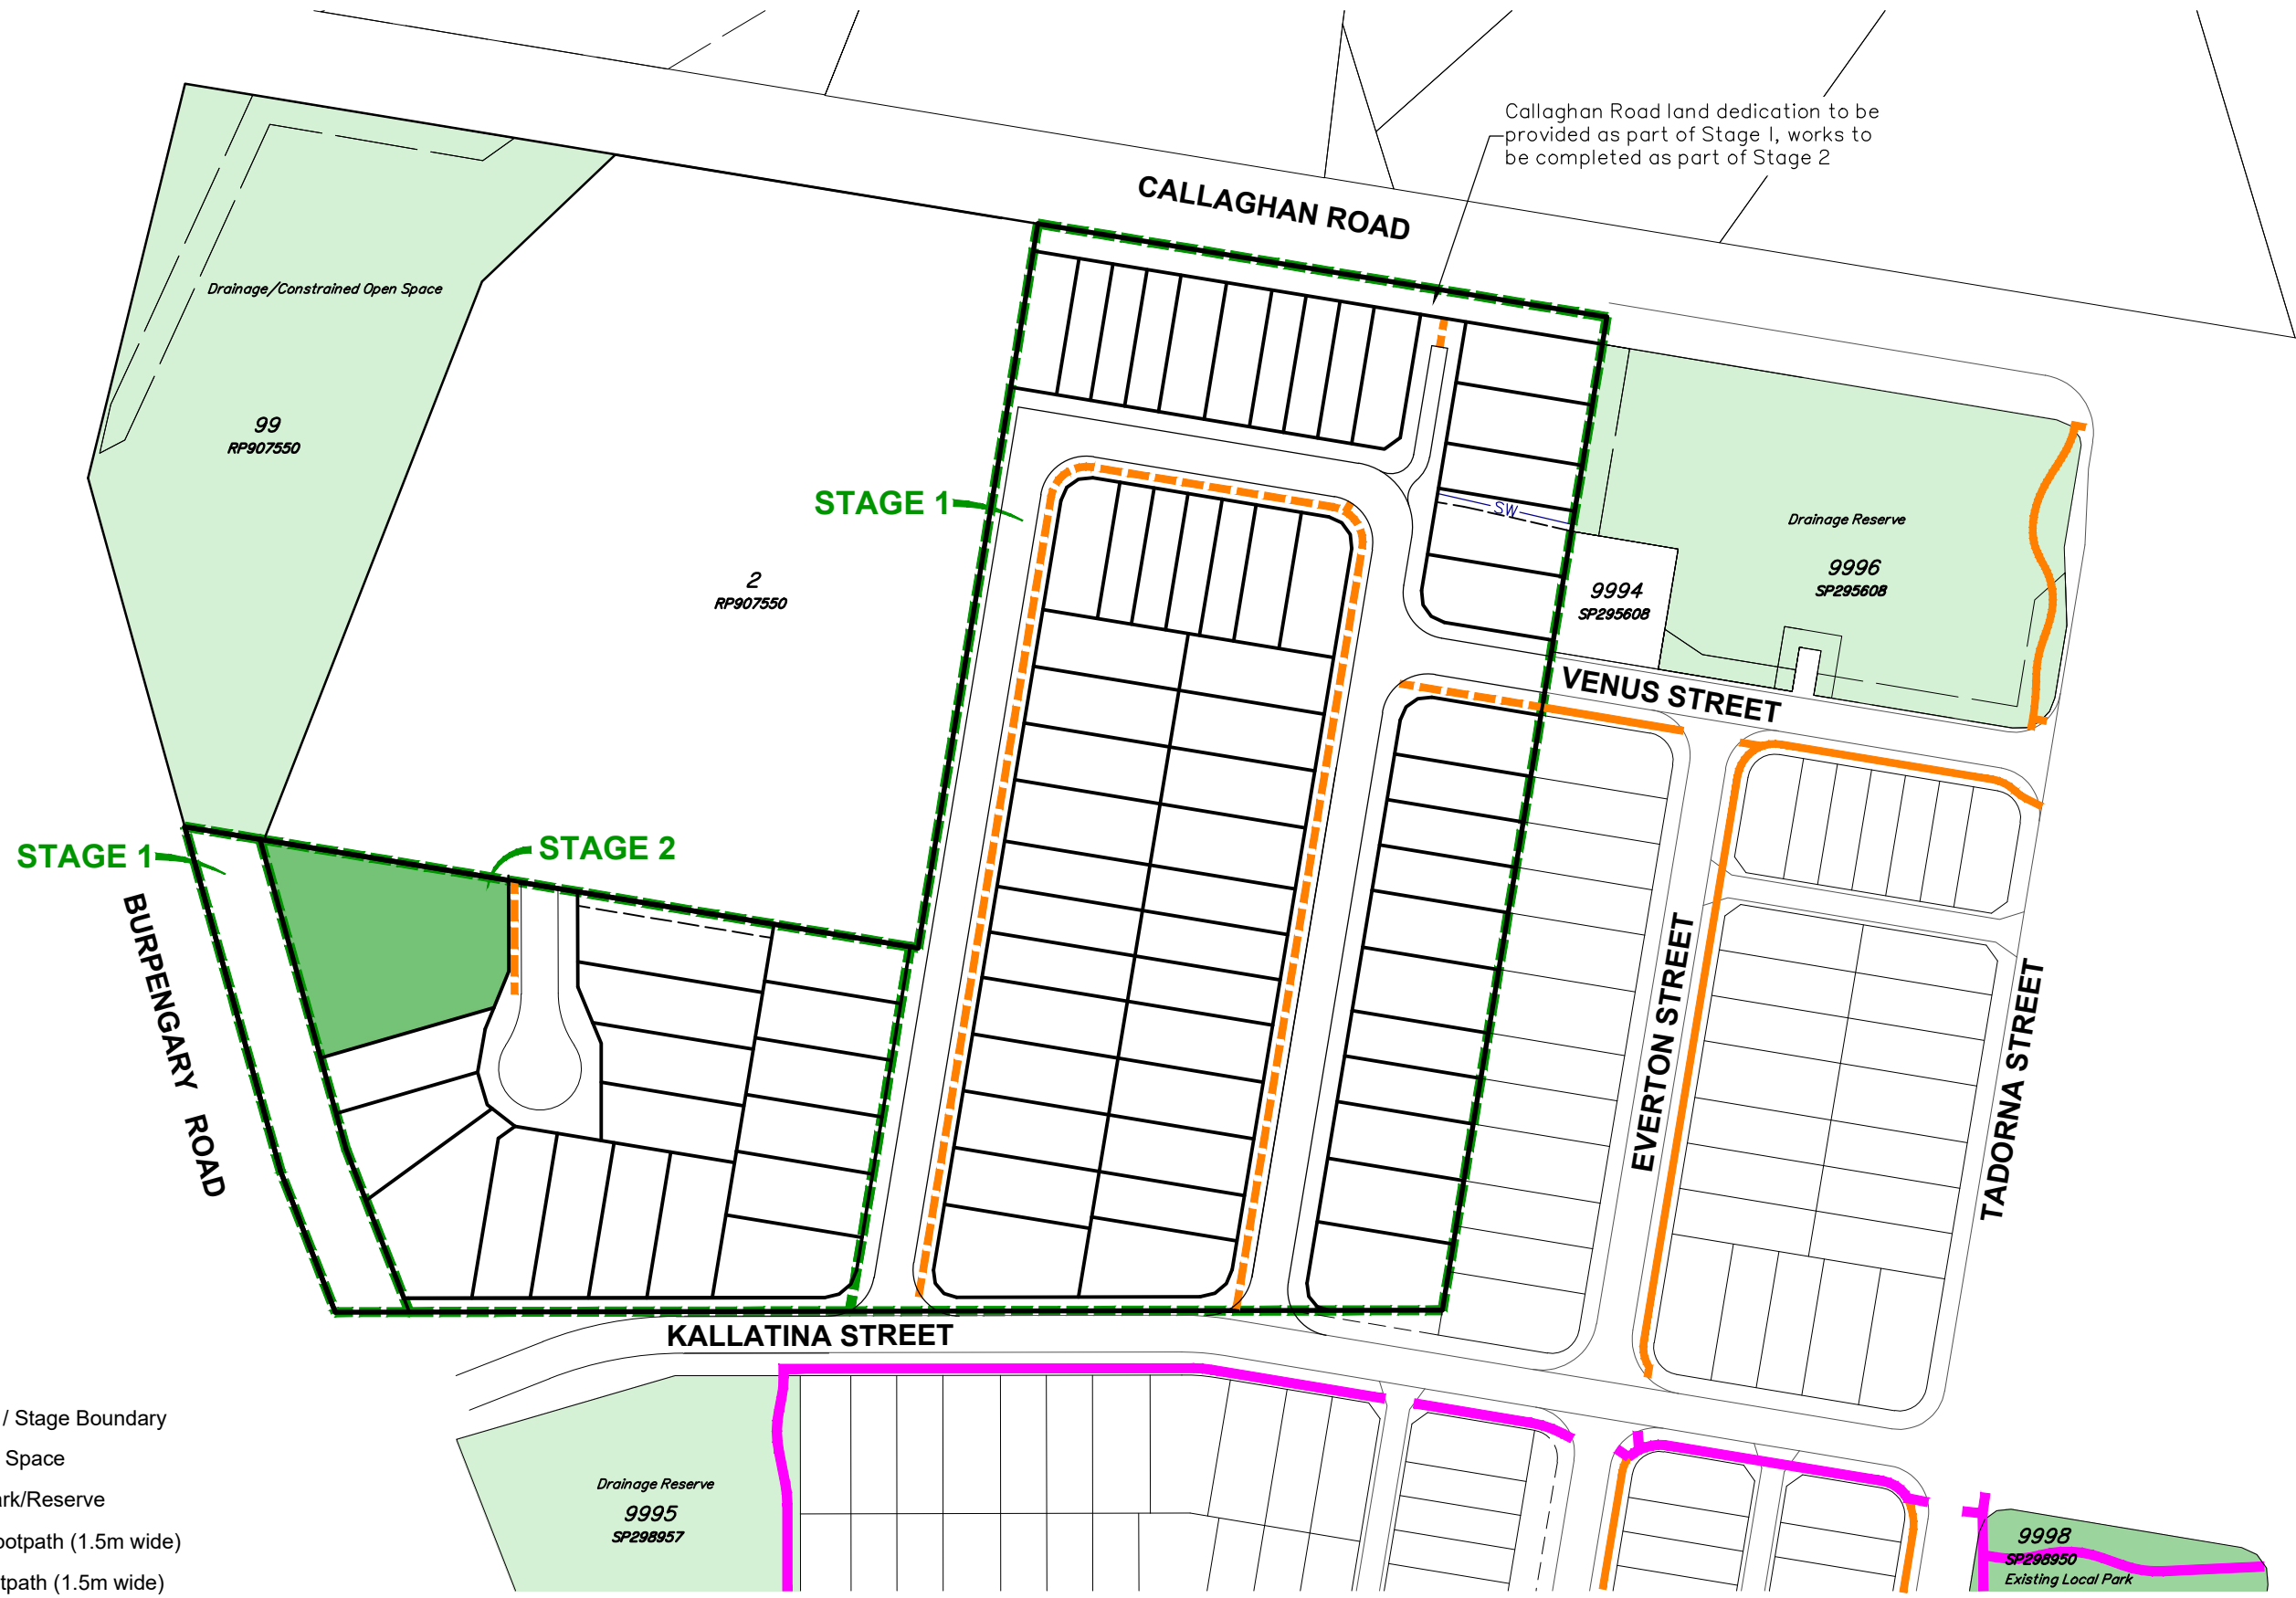 Callaghan Road land dedication to be
provided as part of Stage 1, works to
be completed as part of Stage 2
CALLAGHAN ROAD
Drainage/Constrained Open Space
99
RP907550
STAGE 1
SW
Drainage Reserve
9996
SP295608
2
RP907550
9994
SP295608
VENUS STREET
STAGE 1
STAGE 2
BURPENGARY ROAD
EVERTON STREET
TADORNA STREET
KALLATINA STREET
/ Stage Boundary
Space
ark/Reserve
ootpath (1.5m wide)
tpath (1.5m wide)
Drainage Reserve
9995
SP298957
9998
SP298950
Existing Local Park